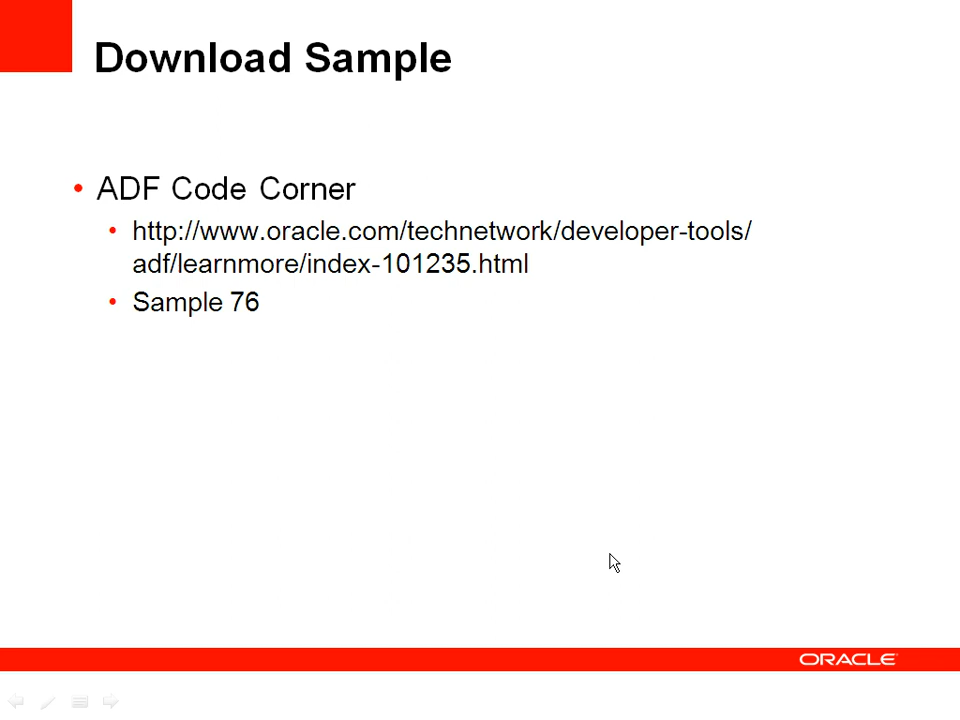 Download Sample
• ADF Code Corner
• http://www.oracle.com/technetwork/developer-tools/
adf/learnmore/index-101235.html
• Sample 76
ORACLE